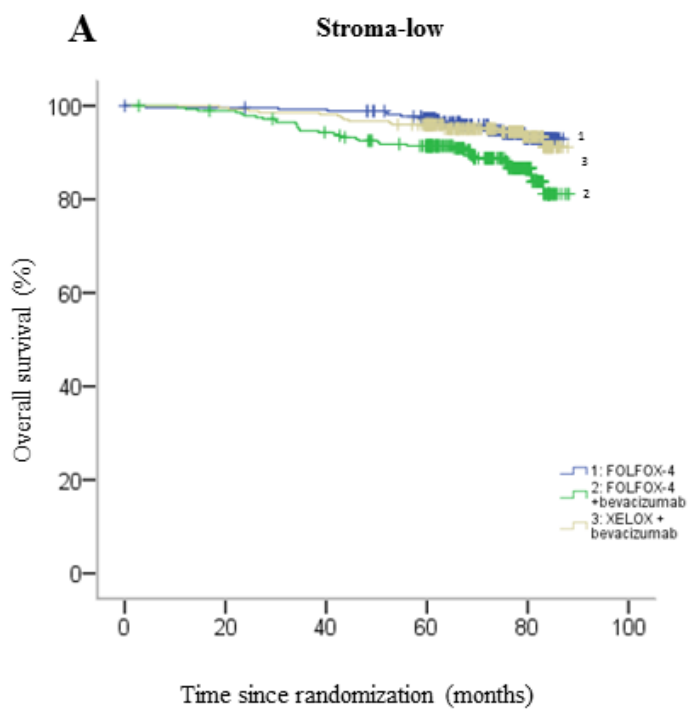 A
Stroma-low
100
80
60
40
20
0
Overall survival (%)
1
3
2
1: FOLFOX-4
2: FOLFOX-4
+bevacizumab
3: XELOX +
bevacizumab
0 20 40 60 80 100
Time since randomization (months)